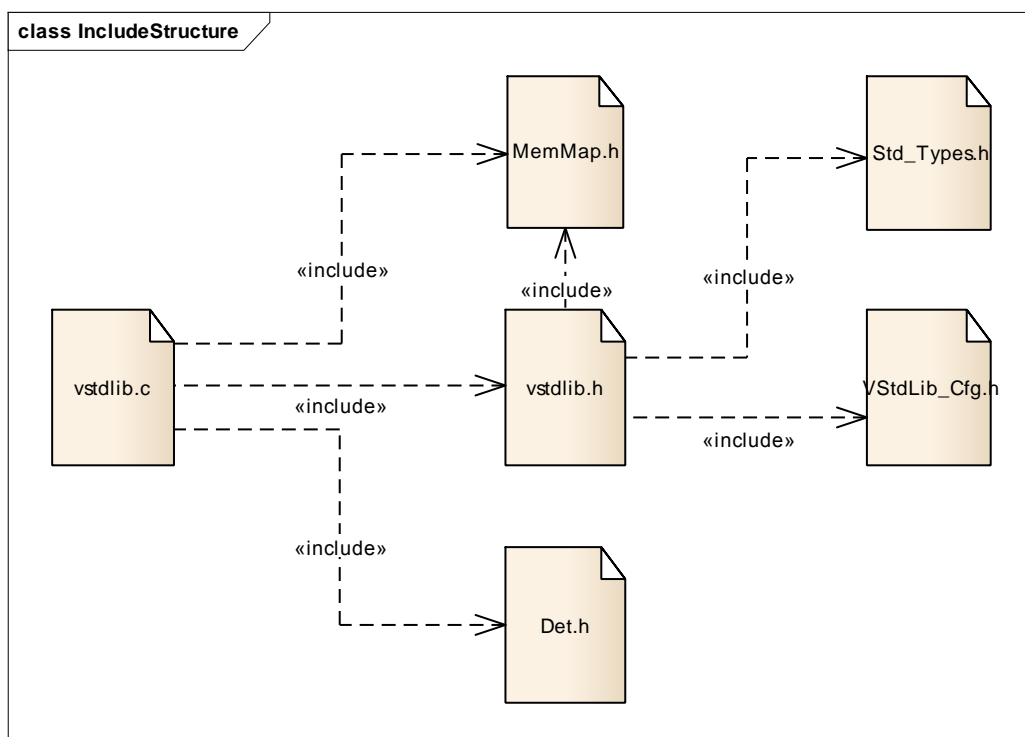 class IncludeStructure
MemMap.h
Std_Types.h
«include»
«include»
«include»
vstdlib.c
vstdlib.h
VStdLib_Cfg.h
«include»
«include»
«include»
Det.h